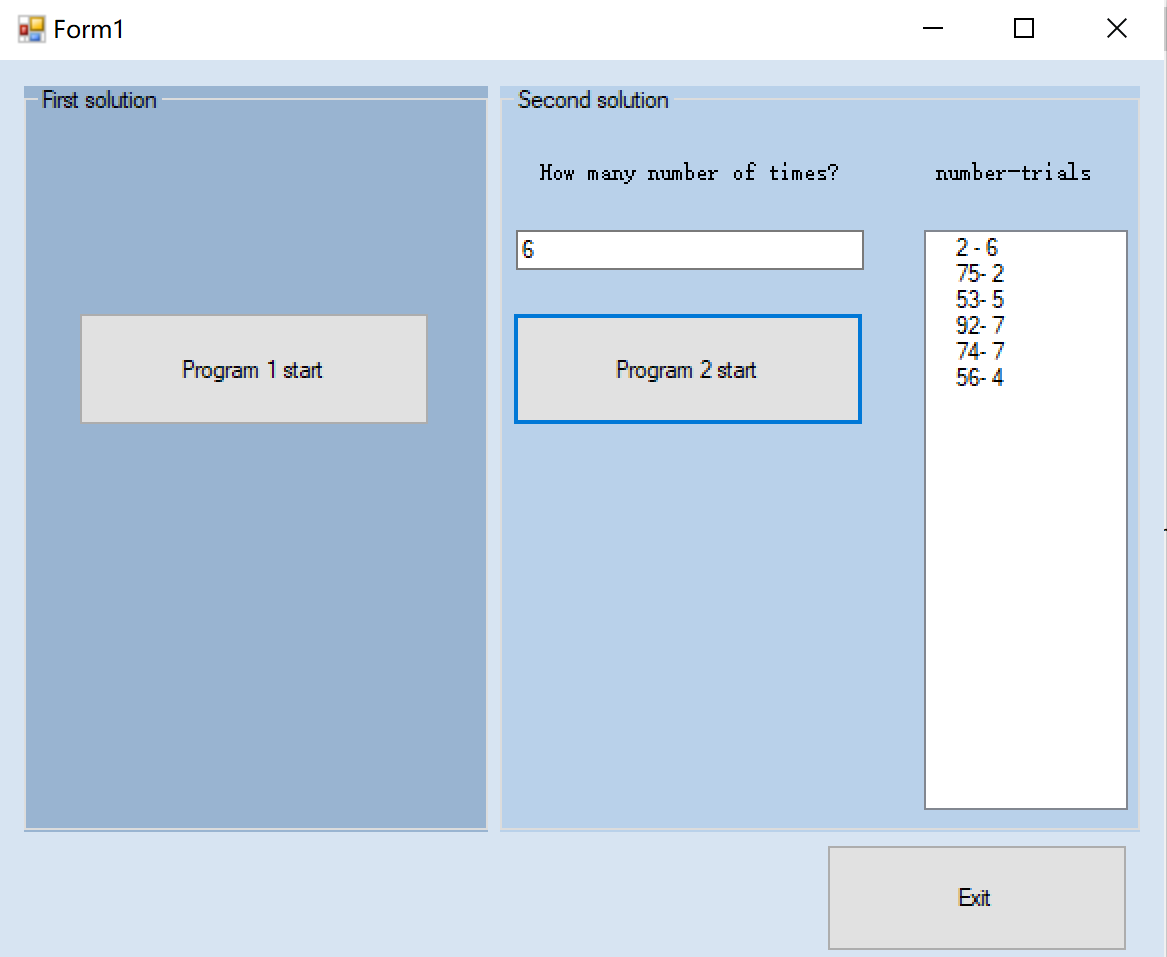 Form1
First solution
Program 1 start
Second solution
How many number of times?
6
Program 2 start
number-trials
2 - 6
75- 2
53- 5
92- 7
74- 7
56- 4
Exit